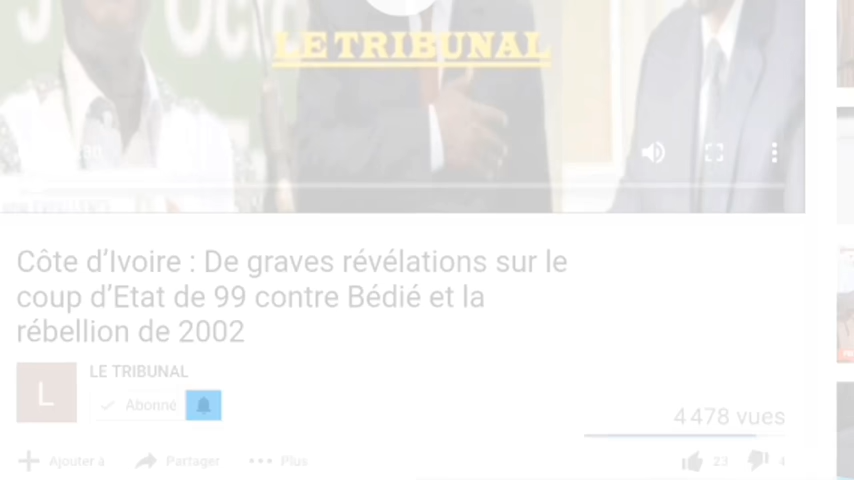 LE TRIBUNAL
Côte d’Ivoire : De graves révélations sur le
coup d’Etat de 99 contre Bédié et la
rébellion de 2002
L
LE TRIBUNAL
Abonné
4 478 vues
Ajouter à
Partager
Plus
23
4